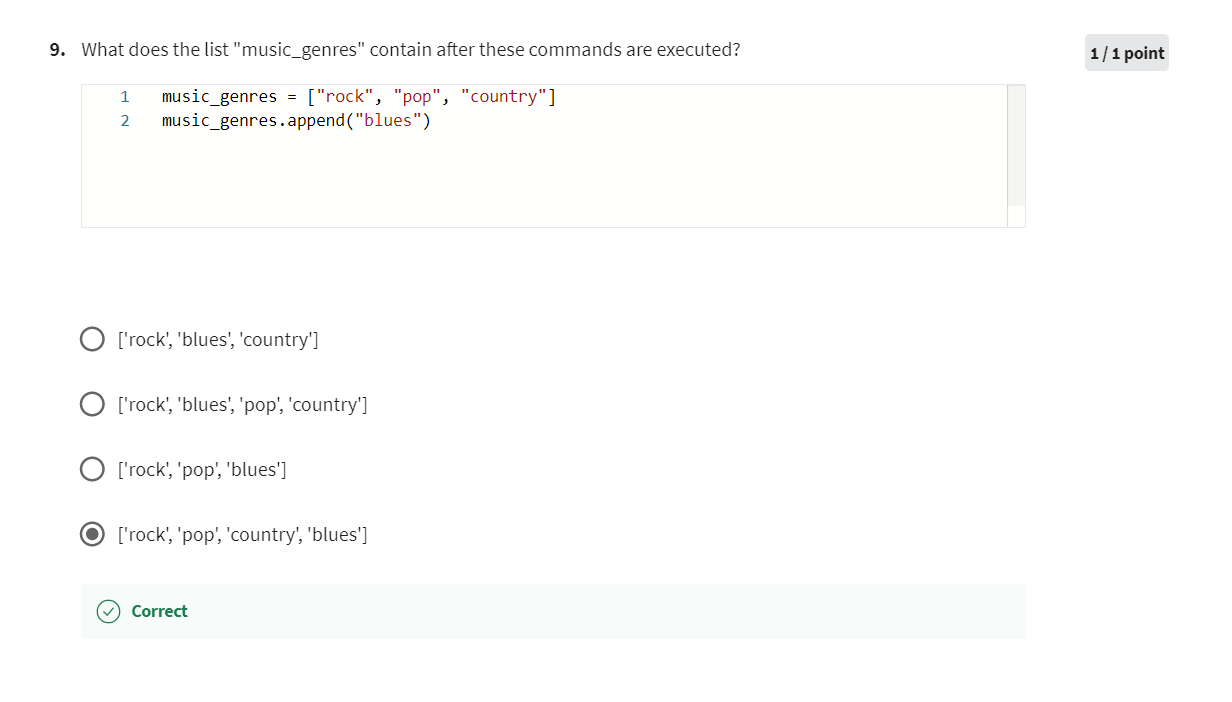 9. What does the list "music_genres" contain after these commands are executed?
1 / 1 point
1 music_genres = ["rock", "pop", "country"]
2 music_genres.append("blues")
['rock', 'blues', 'country']
['rock', 'blues', 'pop', 'country']
['rock', 'pop', 'blues']
['rock', 'pop', 'country', 'blues']
Correct